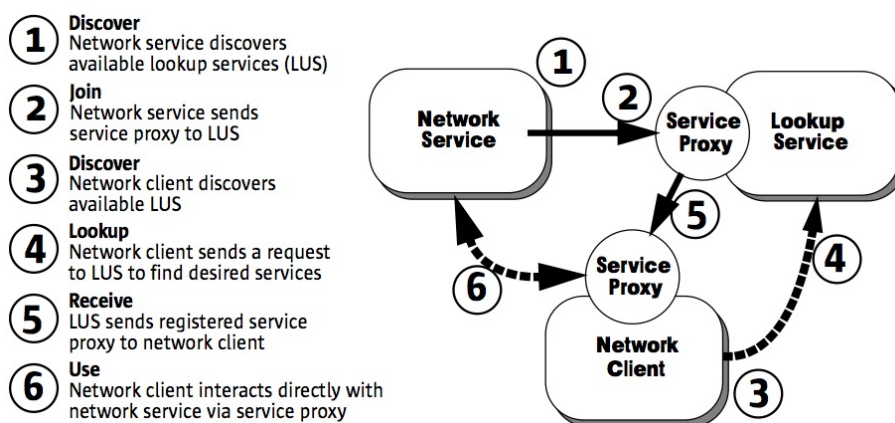 1
Discover
Network service discovers
available lookup services (LUS)
2
Join
Network service sends
service proxy to LUS
3
Discover
Network client discovers
available LUS
4
Lookup
Network client sends a request
to LUS to find desired services
5
Receive
LUS sends registered service
proxy to network client
6
Use
Network client interacts directly with
network service via service proxy
1
Network
Service
2
Service
Proxy
Lookup
Service
5
4
6
Service
Proxy
Network
Client
3